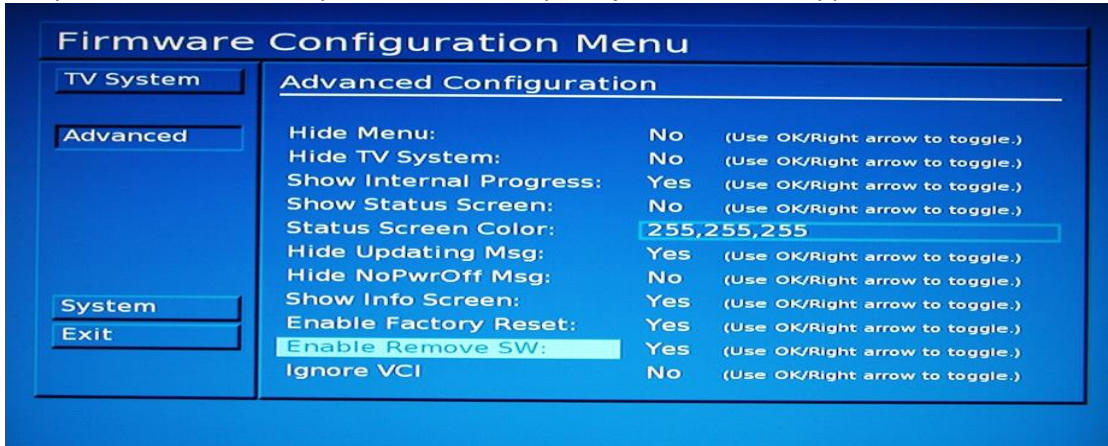 Firmware Configuration Menu
TV System
Advanced Configuration
Advanced
Hide Menu: No (Use OK/Right arrow to toggle.)
Hide TV System: No (Use OK/Right arrow to toggle.)
Show Internal Progress: Yes (Use OK/Right arrow to toggle.)
Show Status Screen: No (Use OK/Right arrow to toggle.)
Status Screen Color: 255,255,255
Hide Updating Msg: Yes (Use OK/Right arrow to toggle.)
Hide NoPwrOff Msg: No (Use OK/Right arrow to toggle.)
System
Show Info Screen: Yes (Use OK/Right arrow to toggle.)
Exit
Enable Factory Reset: Yes (Use OK/Right arrow to toggle.)
Enable Remove SW: Yes (Use OK/Right arrow to toggle.)
Ignore VCI No (Use OK/Right arrow to toggle.)